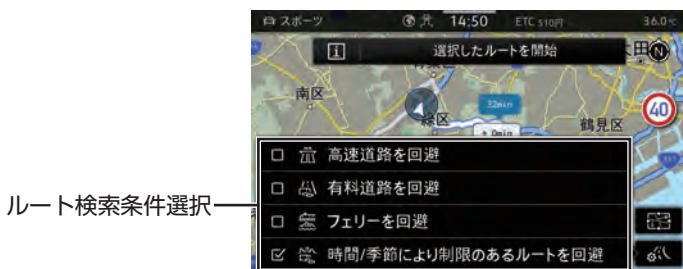 スポーツ 14:50 ETC 510円 36.0℃
i 選択したルートを開始
田 N
南区
32min
緑区
+ 0min
鶴見区
40
高速道路を回避
有料道路を回避
ルート検索条件選択
フェリーを回避
時間/季節により制限のあるルートを回避